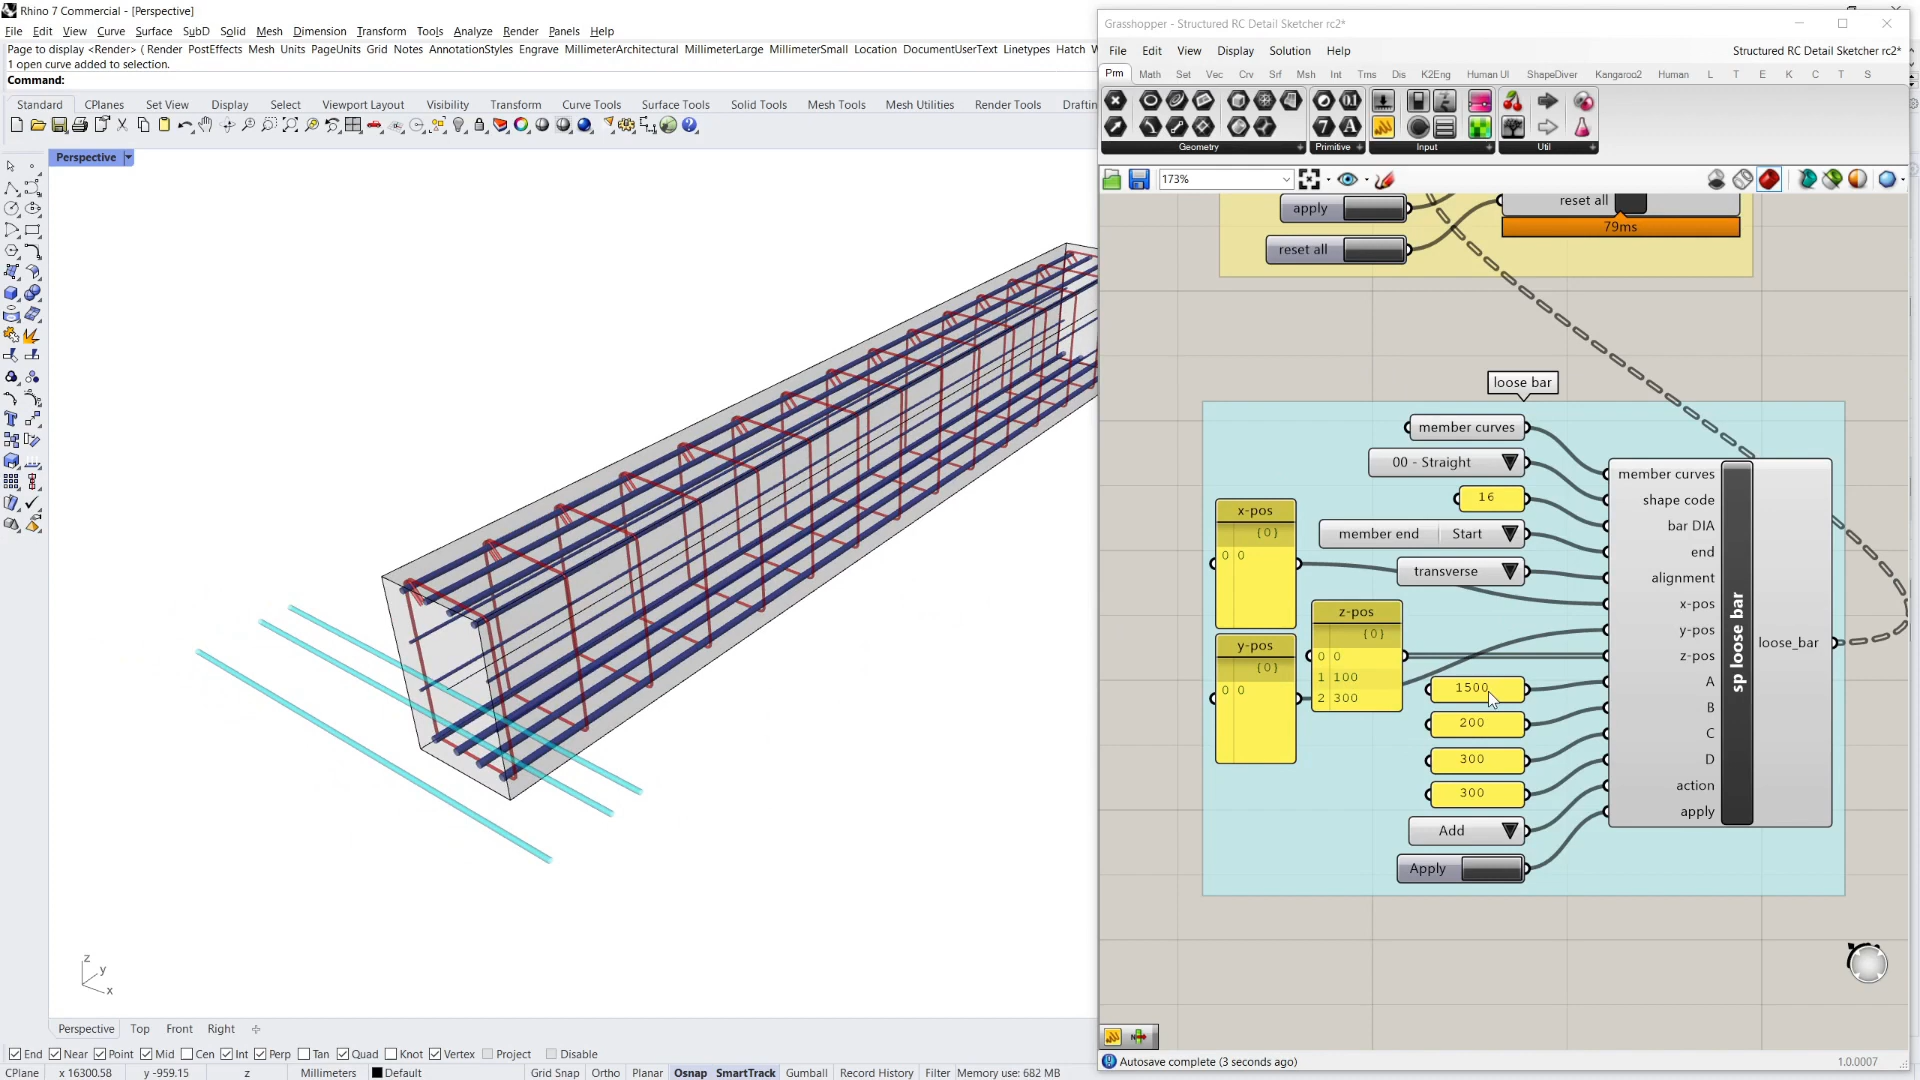 Rhino 7 Commercial - [Perspective]
File Edit View Curve Surface SubD Solid Mesh Dimension Transform Tools Analyze Render Panels Help
Page to display <Render> ( Render PostEffects Mesh Units PageUnits Grid Notes AnnotationStyles Engrave MillimeterArchitectural MillimeterLarge MillimeterSmall Location DocumentUserText Linetypes Hatch W
1 open curve added to selection.
Command:
Standard CPlanes Set View Display Select Viewport Layout Visibility Transform Curve Tools Surface Tools Solid Tools Mesh Tools Mesh Utilities Render Tools Draftin
Perspective
z
y
x
Perspective Top Front Right
End Near Point Mid Cen Int Perp Tan Quad Knot Vertex Project Disable
CPlane x 16300.58 y -959.15 z Millimeters Default Grid Snap Ortho Planar Osnap SmartTrack Gumball Record History Filter Memory use: 682 MB
Grasshopper - Structured RC Detail Sketcher rc2*
File Edit View Display Solution Help Structured RC Detail Sketcher rc2*
Prm Math Set Vec Crv Srf Msh Int Trns Dis K2Eng Human UI ShapeDiver Kangaroo2 Human L T E K C T S
Geometry Primitive Input Util
173%
apply
reset all
reset all
79ms
loose bar
member curves
00 - Straight
16
member end Start
transverse
x-pos
{0}
0 0
y-pos
{0}
0 0
z-pos
{0}
0 0
1 100
2 300
1500
200
300
300
Add
Apply
member curves
shape code
bar DIA
end
alignment
x-pos
y-pos
z-pos
A
B
C
D
action
apply
sp loose bar
loose_bar
Autosave complete (3 seconds ago)
1.0.0007